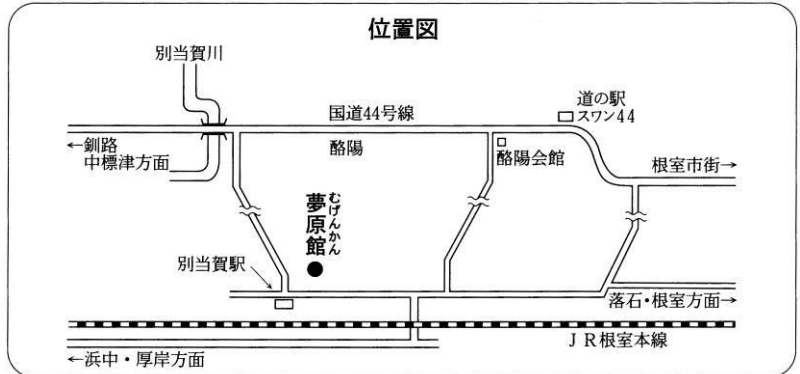 位置図
別当賀川
道の駅
スワン44
国道44号線
←釧路
中標津方面
酪陽
酪陽会館
根室市街→
夢原館
むげんかん
別当賀駅
落石・根室方面→
JR根室本線
←浜中・厚岸方面